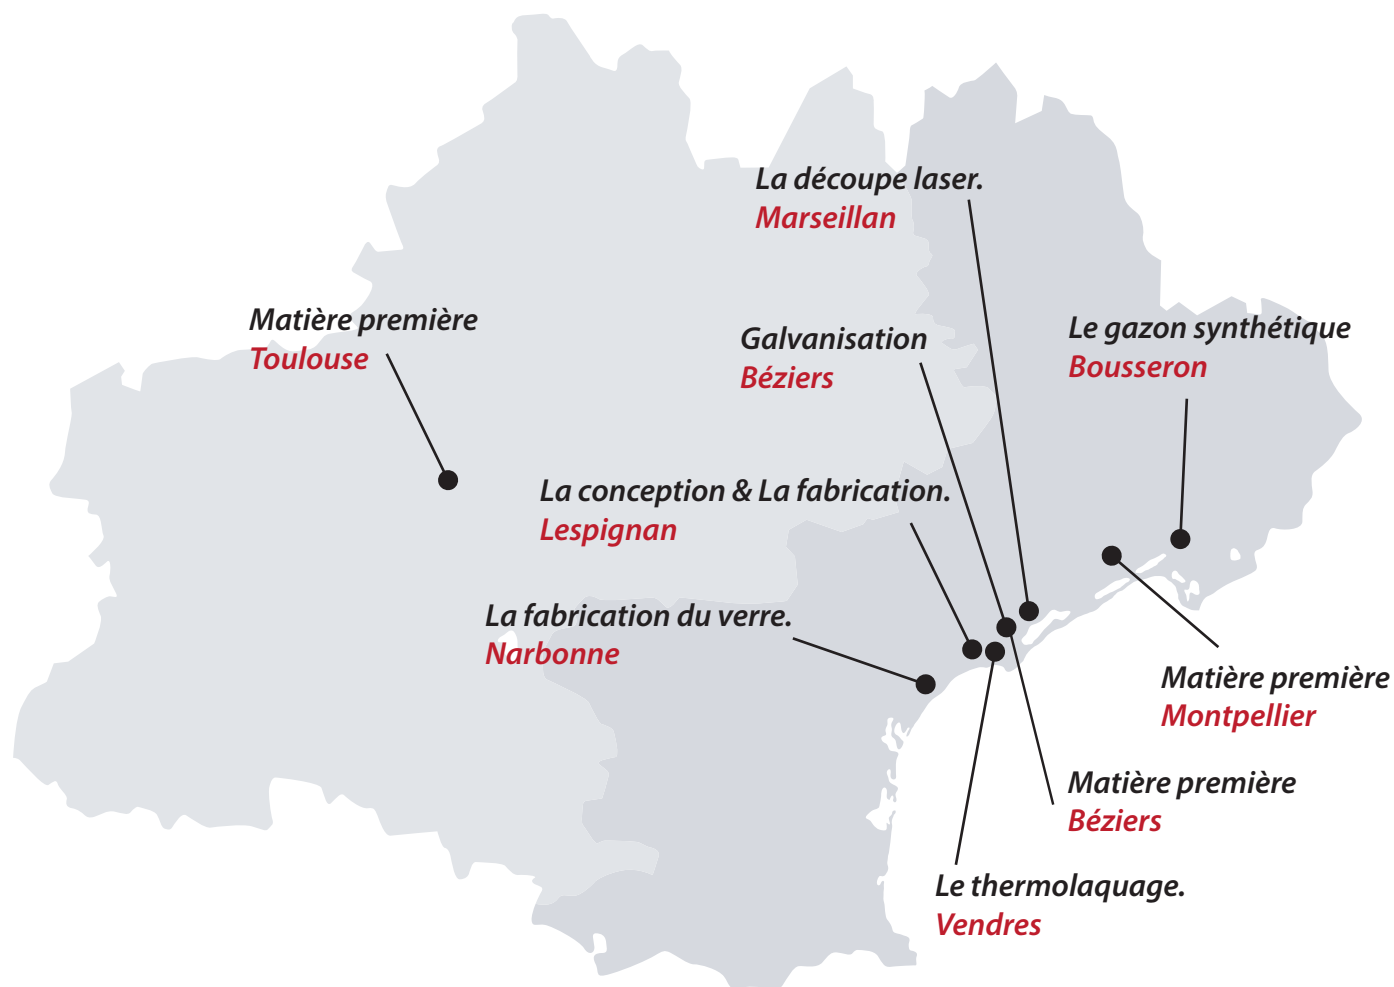 La découpe laser.
Marseillan
Matière première
Toulouse
Galvanisation
Béziers
Le gazon synthétique
Bousseron
La conception & La fabrication.
Lespignan
La fabrication du verre.
Narbonne
Matière première
Montpellier
Matière première
Béziers
Le thermolaquage.
Vendres